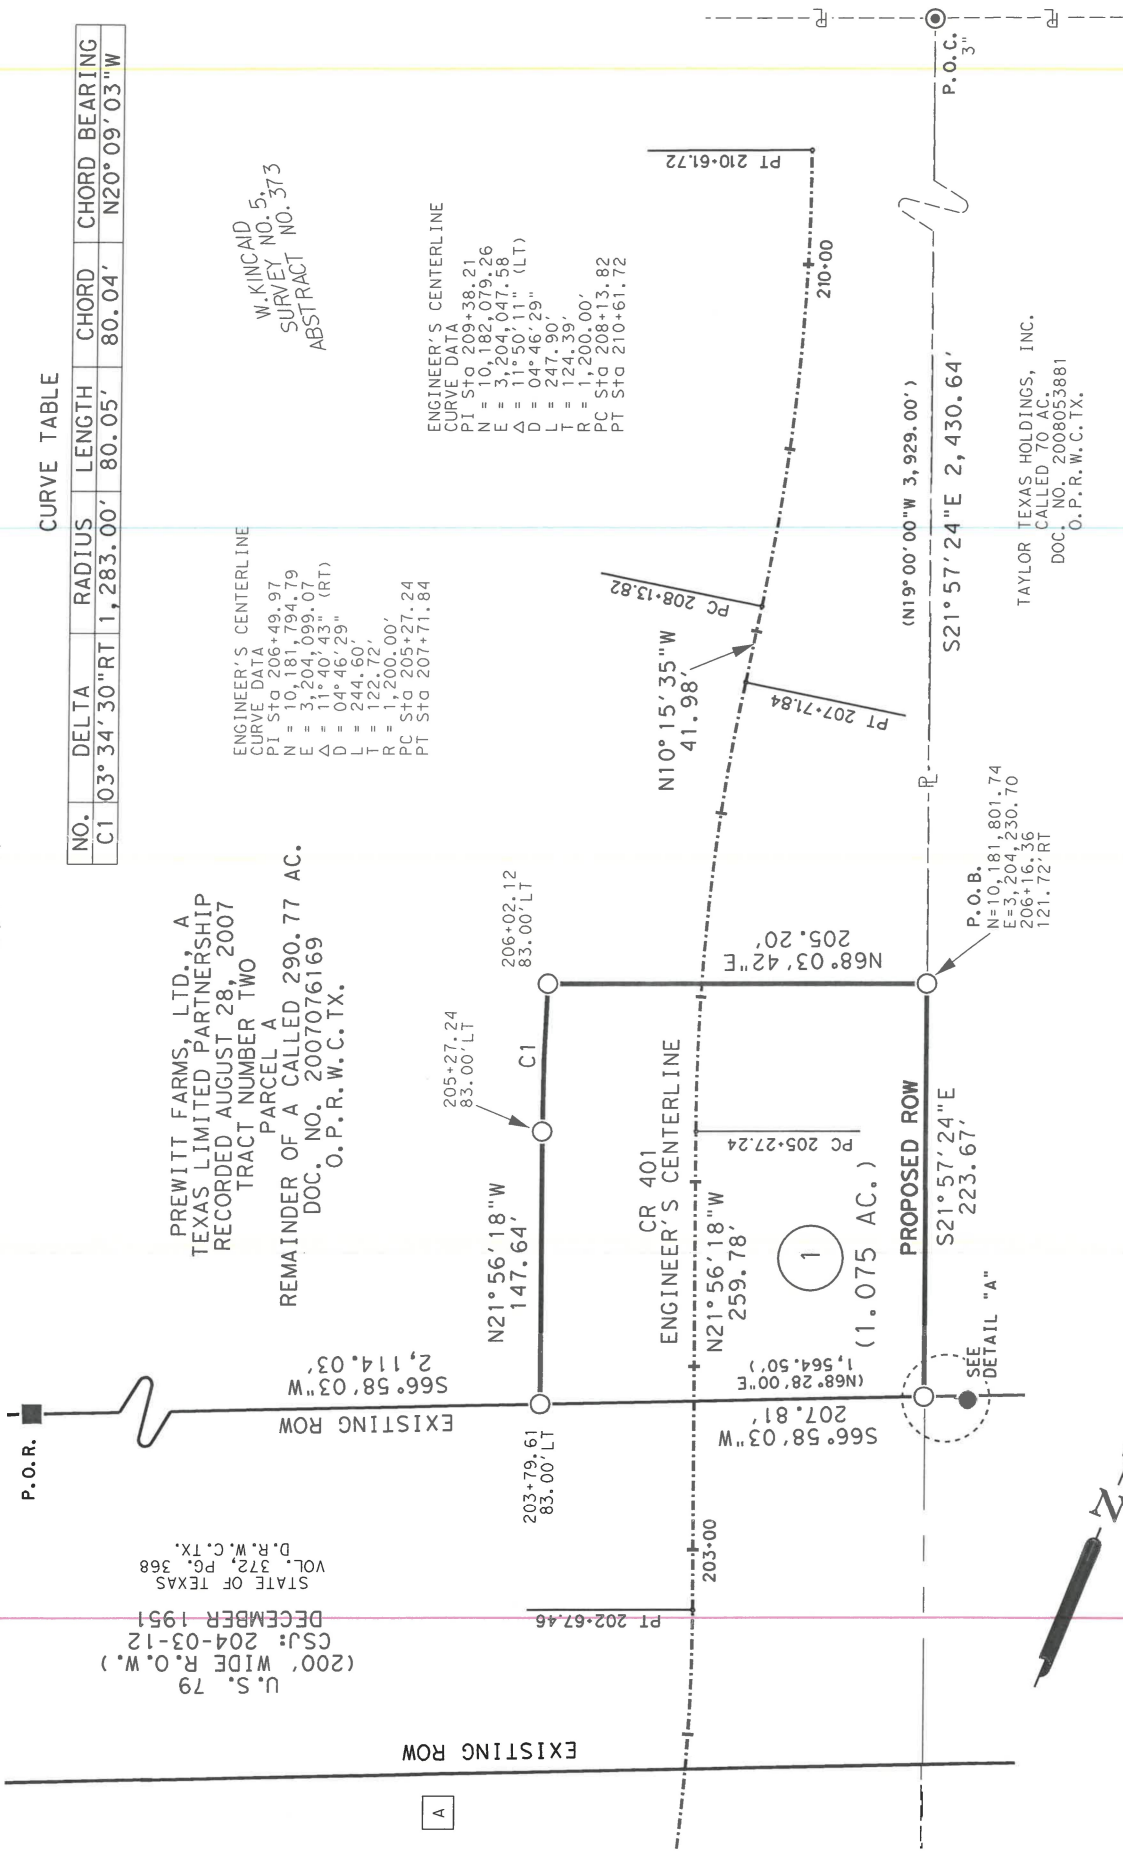 CURVE TABLE
NO. DELTA RADIUS LENGTH CHORD CHORD BEARING
C1 03°34'30"RT 1,283.00' 80.05' 80.04' N20°09'03"W
W.KINCAID
SURVEY NO. 5,
ABSTRACT NO. 373
ENGINEER'S CENTERLINE
CURVE DATA
PI Sta 206+49.97
N = 10,181,794.79
E = 3,204,099.07
Δ = 11°40'43" (RT)
D = 04°46'29"
L = 244.60'
T = 122.72'
R = 1,200.00'
PC Sta 205+27.24
PT Sta 207+71.84
ENGINEER'S CENTERLINE
CURVE DATA
PI Sta 209+38.21
N = 10,182,079.26
E = 3,204,047.58
Δ = 11°50'11" (LT)
D = 04°46'29"
L = 247.90'
T = 124.39'
R = 1,200.00'
PC Sta 208+13.82
PT Sta 210+61.72
PREWITT FARMS, LTD., A
TEXAS LIMITED PARTNERSHIP
RECORDED AUGUST 28, 2007
TRACT NUMBER TWO
PARCEL A
REMAINDER OF A CALLED 290.77 AC.
DOC. NO. 2007076169
O.P.R.W.C.TX.
P.O.R.
STATE OF TEXAS
VOL. 372, PG. 368
D.R.W.C.TX.
U.S. 79
(200' WIDE R.O.W.)
CSJ: 204-03-12
DECEMBER 1951
EXISTING ROW
S66°58'03"W
2,114.03'
EXISTING ROW
A
203+79.61
83.00'LT
N21°56'18"W
147.64'
205+27.24
83.00'LT
C1
206+02.12
83.00'LT
PT 202+67.46
203+00
CR 401
ENGINEER'S CENTERLINE
N21°56'18"W
259.78'
PC 205+27.24
N68°03'42"E
205.20'
N10°15'35"W
41.98'
PT 207+71.84
PC 208+13.82
210+00
PT 210+61.72
S66°58'03"W
207.81'
(N68°28'00"E
1,564.50')
1
(1.075 AC.)
PROPOSED ROW
S21°57'24"E
223.67'
SEE
DETAIL "A"
P.O.B.
N=10,181,801.74
E=3,204,230.70
206+16.36
121.72'RT
PL
(N19°00'00"W 3,929.00')
S21°57'24"E 2,430.64'
TAYLOR TEXAS HOLDINGS, INC.
CALLED 70 AC.
DOC. NO. 2008053881
O.P.R.W.C.TX.
PL
PL
P.O.C.
3"
N